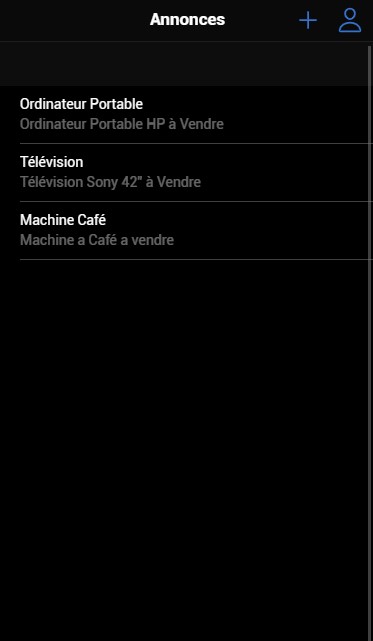 Annonces
Ordinateur Portable
Ordinateur Portable HP à Vendre
Télévision
Télévision Sony 42" à Vendre
Machine Café
Machine a Café a vendre